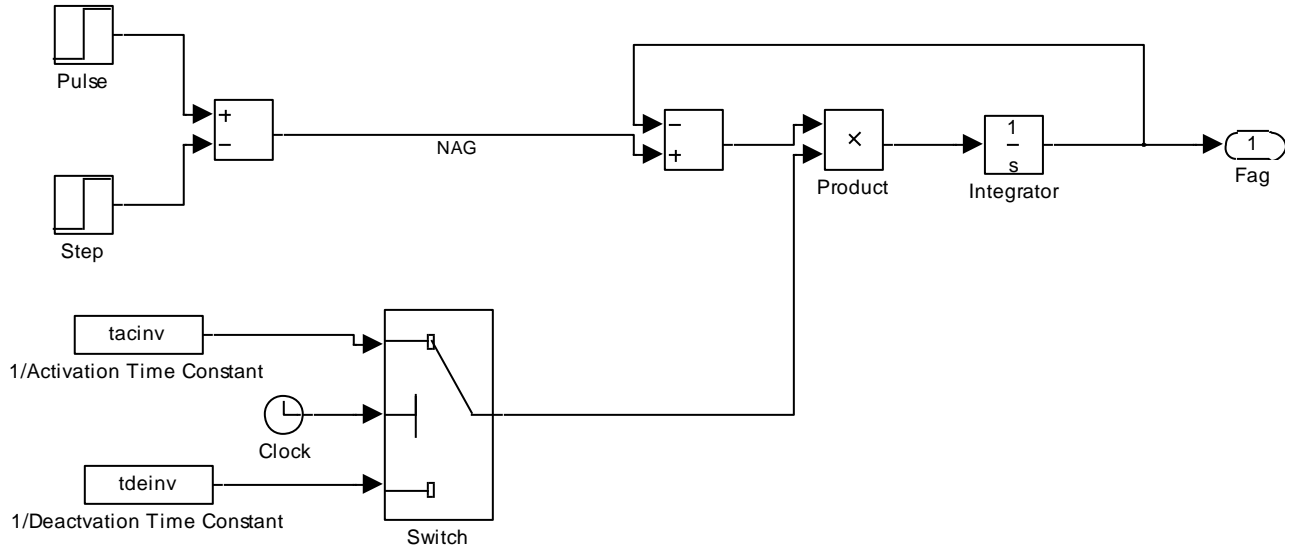 Pulse
+
−
NAG
Step
−
+
×
Product
1
s
Integrator
1
Fag
tacinv
1/Activation Time Constant
Clock
tdeinv
1/Deactvation Time Constant
Switch